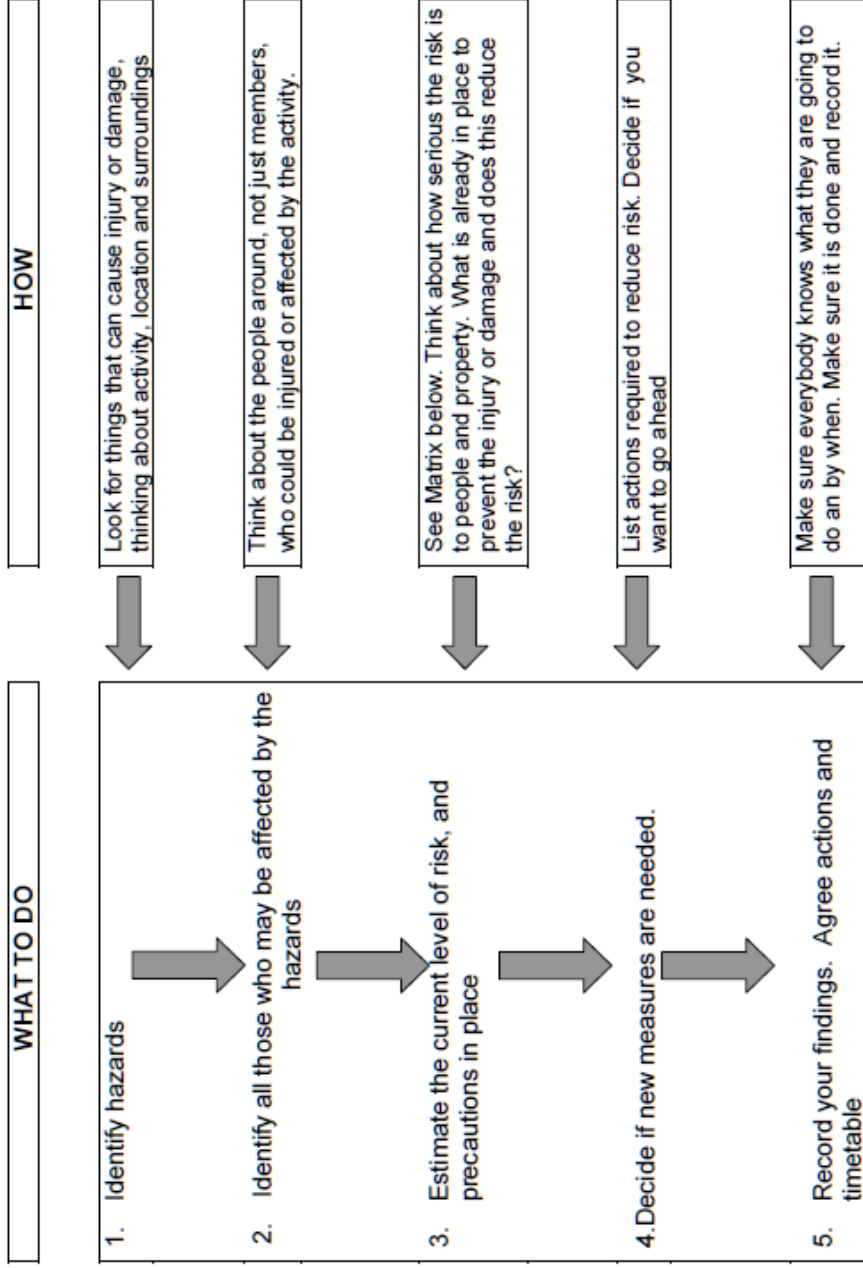 WHAT TO DO
HOW
1. Identify hazards
Look for things that can cause injury or damage,
thinking about activity, location and surroundings
2. Identify all those who may be affected by the
hazards
Think about the people around, not just members,
who could be injured or affected by the activity.
3. Estimate the current level of risk, and
precautions in place
See Matrix below. Think about how serious the risk is
to people and property. What is already in place to
prevent the injury or damage and does this reduce
the risk?
4.Decide if new measures are needed.
List actions required to reduce risk. Decide if you
want to go ahead
5. Record your findings. Agree actions and
timetable
Make sure everybody knows what they are going to
do an by when. Make sure it is done and record it.